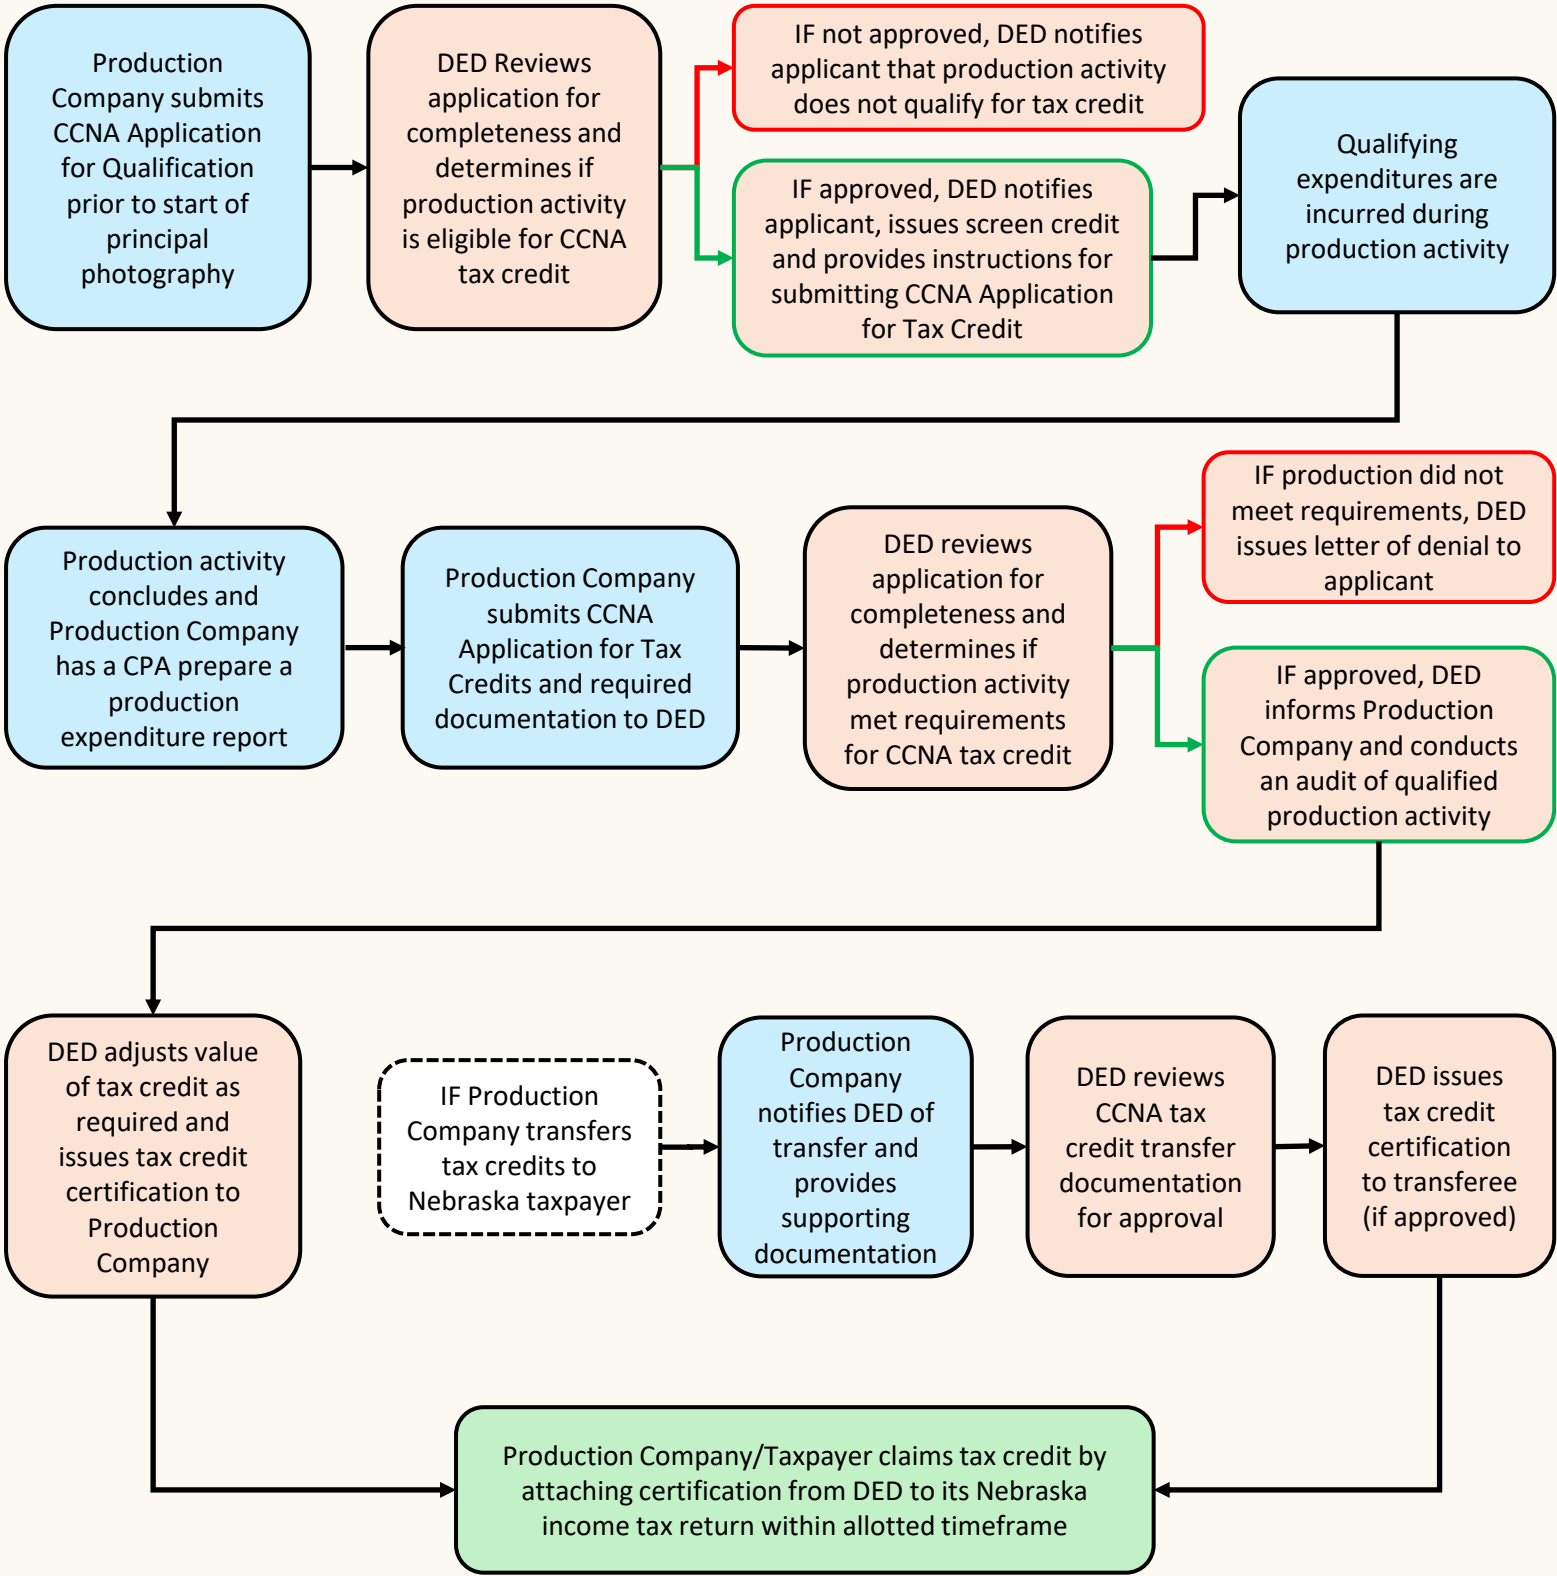 Production
Company submits
CCNA Application
for Qualification
prior to start of
principal
photography
DED Reviews
application for
completeness and
determines if
production activity
is eligible for CCNA
tax credit
IF not approved, DED notifies
applicant that production activity
does not qualify for tax credit
IF approved, DED notifies
applicant, issues screen credit
and provides instructions for
submitting CCNA Application
for Tax Credit
Qualifying
expenditures are
incurred during
production activity
Production activity
concludes and
Production Company
has a CPA prepare a
production
expenditure report
Production Company
submits CCNA
Application for Tax
Credits and required
documentation to DED
DED reviews
application for
completeness and
determines if
production activity
met requirements
for CCNA tax credit
IF production did not
meet requirements, DED
issues letter of denial to
applicant
IF approved, DED
informs Production
Company and conducts
an audit of qualified
production activity
DED adjusts value
of tax credit as
required and
issues tax credit
certification to
Production
Company
IF Production
Company transfers
tax credits to
Nebraska taxpayer
Production
Company
notifies DED of
transfer and
provides
supporting
documentation
DED reviews
CCNA tax
credit transfer
documentation
for approval
DED issues
tax credit
certification
to transferee
(if approved)
Production Company/Taxpayer claims tax credit by
attaching certification from DED to its Nebraska
income tax return within allotted timeframe